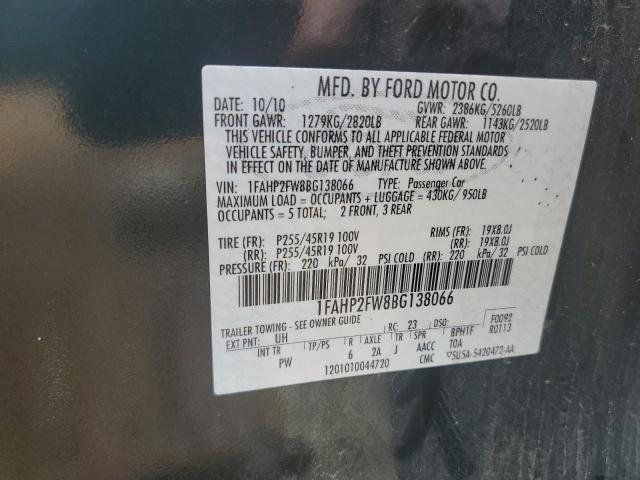 MFD. BY FORD MOTOR CO.
DATE: 10/10 GVWR: 2386KG/5260LB
FRONT GAWR: 1279KG/2820LB REAR GAWR: 1143KG/2520LB
THIS VEHICLE CONFORMS TO ALL APPLICABLE FEDERAL MOTOR
VEHICLE SAFETY, BUMPER, AND THEFT PREVENTION STANDARDS
IN EFFECT ON THE DATE OF MANUFACTURE SHOWN ABOVE.
VIN: 1FAHP2FW8BG138066 TYPE: Passenger Car
MAXIMUM LOAD = OCCUPANTS + LUGGAGE = 430KG/ 950LB
OCCUPANTS = 5 TOTAL; 2 FRONT, 3 REAR
TIRE (FR): P255/45R19 100V RIMS (FR): 19X8.0J
(RR): P255/45R19 100V (RR): 19X8.0J
PRESSURE (FR): 220 kPa/ 32 PSI COLD (RR): 220 kPa/ 32 PSI COLD
1FAHP2FW8BG138066
TRAILER TOWING - SEE OWNER GUIDE F0092
EXT PNT: UH RC: 23 DSO: R0113
INT TR TP/PS R AXLE TR SPR BPHTF
PW 6 2A J AACC TOA
1201010044720 CMC 5U5A-5420472-AA